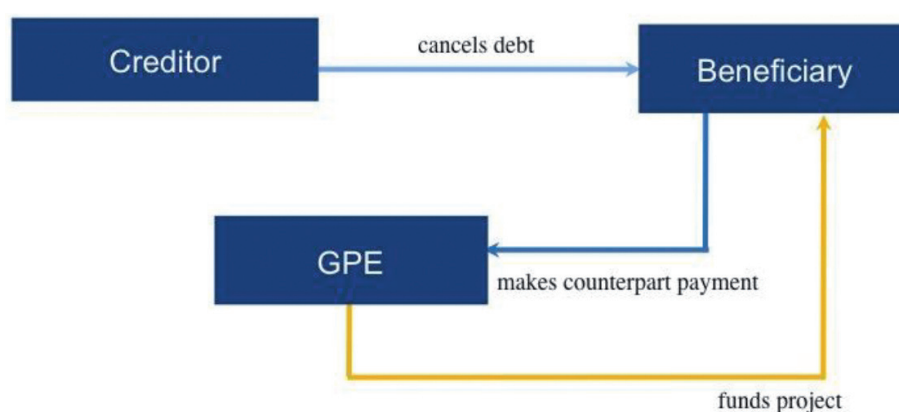 Creditor
cancels debt
Beneficiary
GPE
makes counterpart payment
funds project